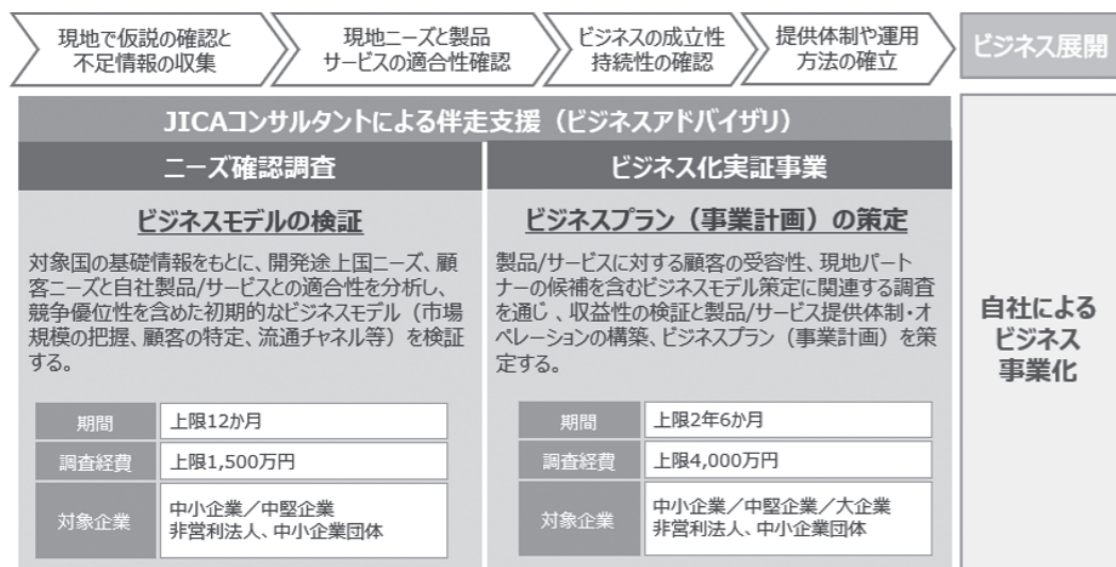 現地で仮説の確認と
不足情報の収集
現地ニーズと製品
サービスの適合性確認
ビジネスの成立性
持続性の確認
提供体制や運用
方法の確立
ビジネス展開
JICAコンサルタントによる伴走支援（ビジネスアドバイザリ）
ニーズ確認調査
ビジネスモデルの検証
対象国の基礎情報をもとに、開発途上国ニーズ、顧
客ニーズと自社製品/サービスとの適合性を分析し、
競争優位性を含めた初期的なビジネスモデル（市場
規模の把握、顧客の特定、流通チャネル等）を検証
する。
期間
上限12か月
調査経費
上限1,500万円
対象企業
中小企業／中堅企業
非営利法人、中小企業団体
ビジネス化実証事業
ビジネスプラン（事業計画）の策定
製品/サービスに対する顧客の受容性、現地パート
ナーの候補を含むビジネスモデル策定に関連する調査
を通じ 、収益性の検証と製品/サービス提供体制・オ
ペレーションの構築、ビジネスプラン（事業計画）を策
定する。
期間
上限2年6か月
調査経費
上限4,000万円
対象企業
中小企業／中堅企業／大企業
非営利法人、中小企業団体
自社による
ビジネス
事業化